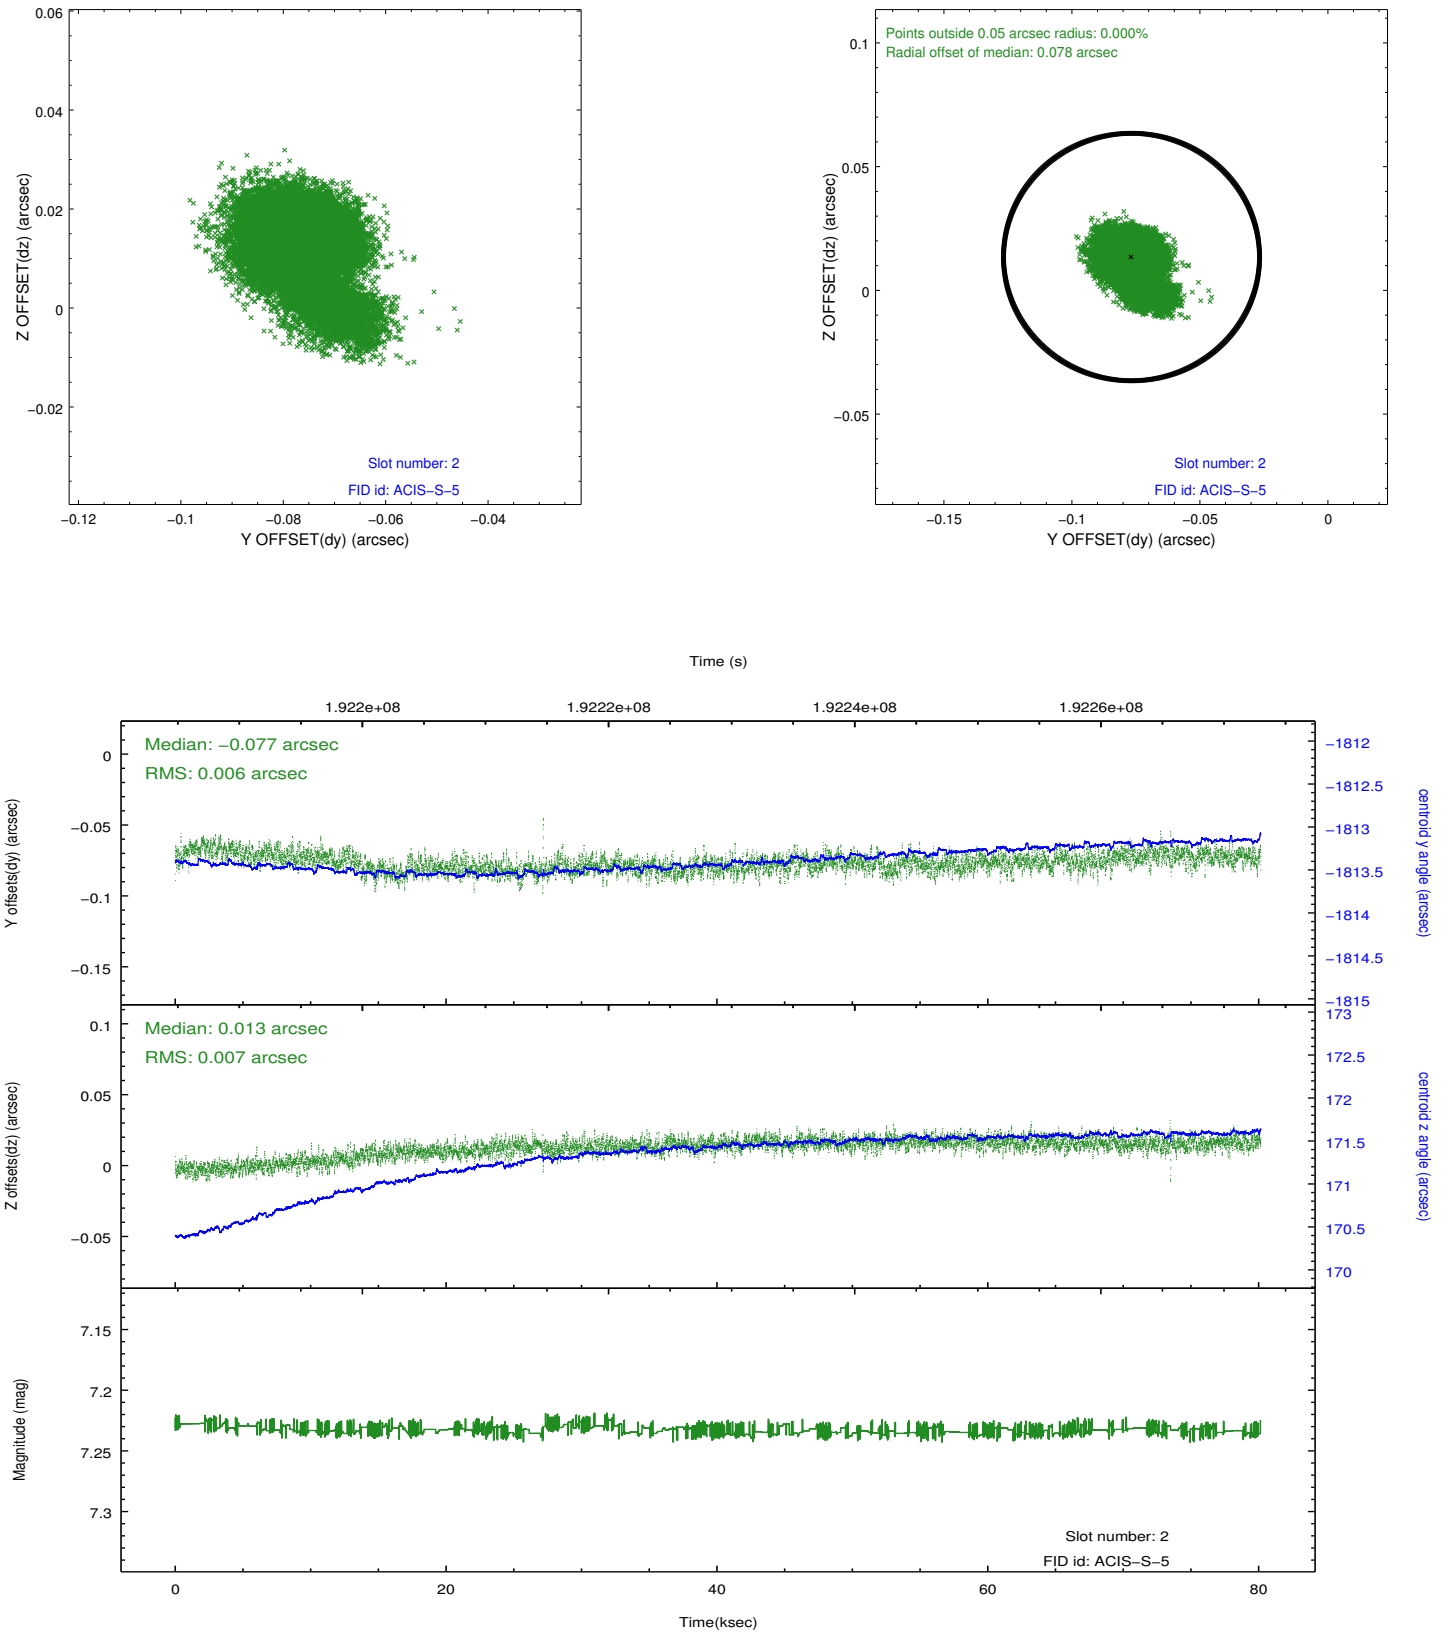 0.06
0.04
0.02
0
−0.02
Z OFFSET(dz) (arcsec)
Slot number: 2
FID id: ACIS−S−5
−0.12 −0.1 −0.08 −0.06 −0.04
Y OFFSET(dy) (arcsec)
Points outside 0.05 arcsec radius: 0.000%
Radial offset of median: 0.078 arcsec
0.1
0.05
0
−0.05
Z OFFSET(dz) (arcsec)
Slot number: 2
FID id: ACIS−S−5
−0.15 −0.1 −0.05 0
Y OFFSET(dy) (arcsec)
Time (s)
1.922e+08 1.9222e+08 1.9224e+08 1.9226e+08
Median: −0.077 arcsec
RMS: 0.006 arcsec
0
−0.05
−0.1
−0.15
Y offsets(dy) (arcsec)
−1812
−1812.5
−1813
−1813.5
−1814
−1814.5
−1815
centroid y angle (arcsec)
Median: 0.013 arcsec
RMS: 0.007 arcsec
0.1
0.05
0
−0.05
Z offsets(dz) (arcsec)
173
172.5
172
171.5
171
170.5
170
centroid z angle (arcsec)
7.15
7.2
7.25
7.3
Magnitude (mag)
Slot number: 2
FID id: ACIS−S−5
0 20 40 60 80
Time(ksec)